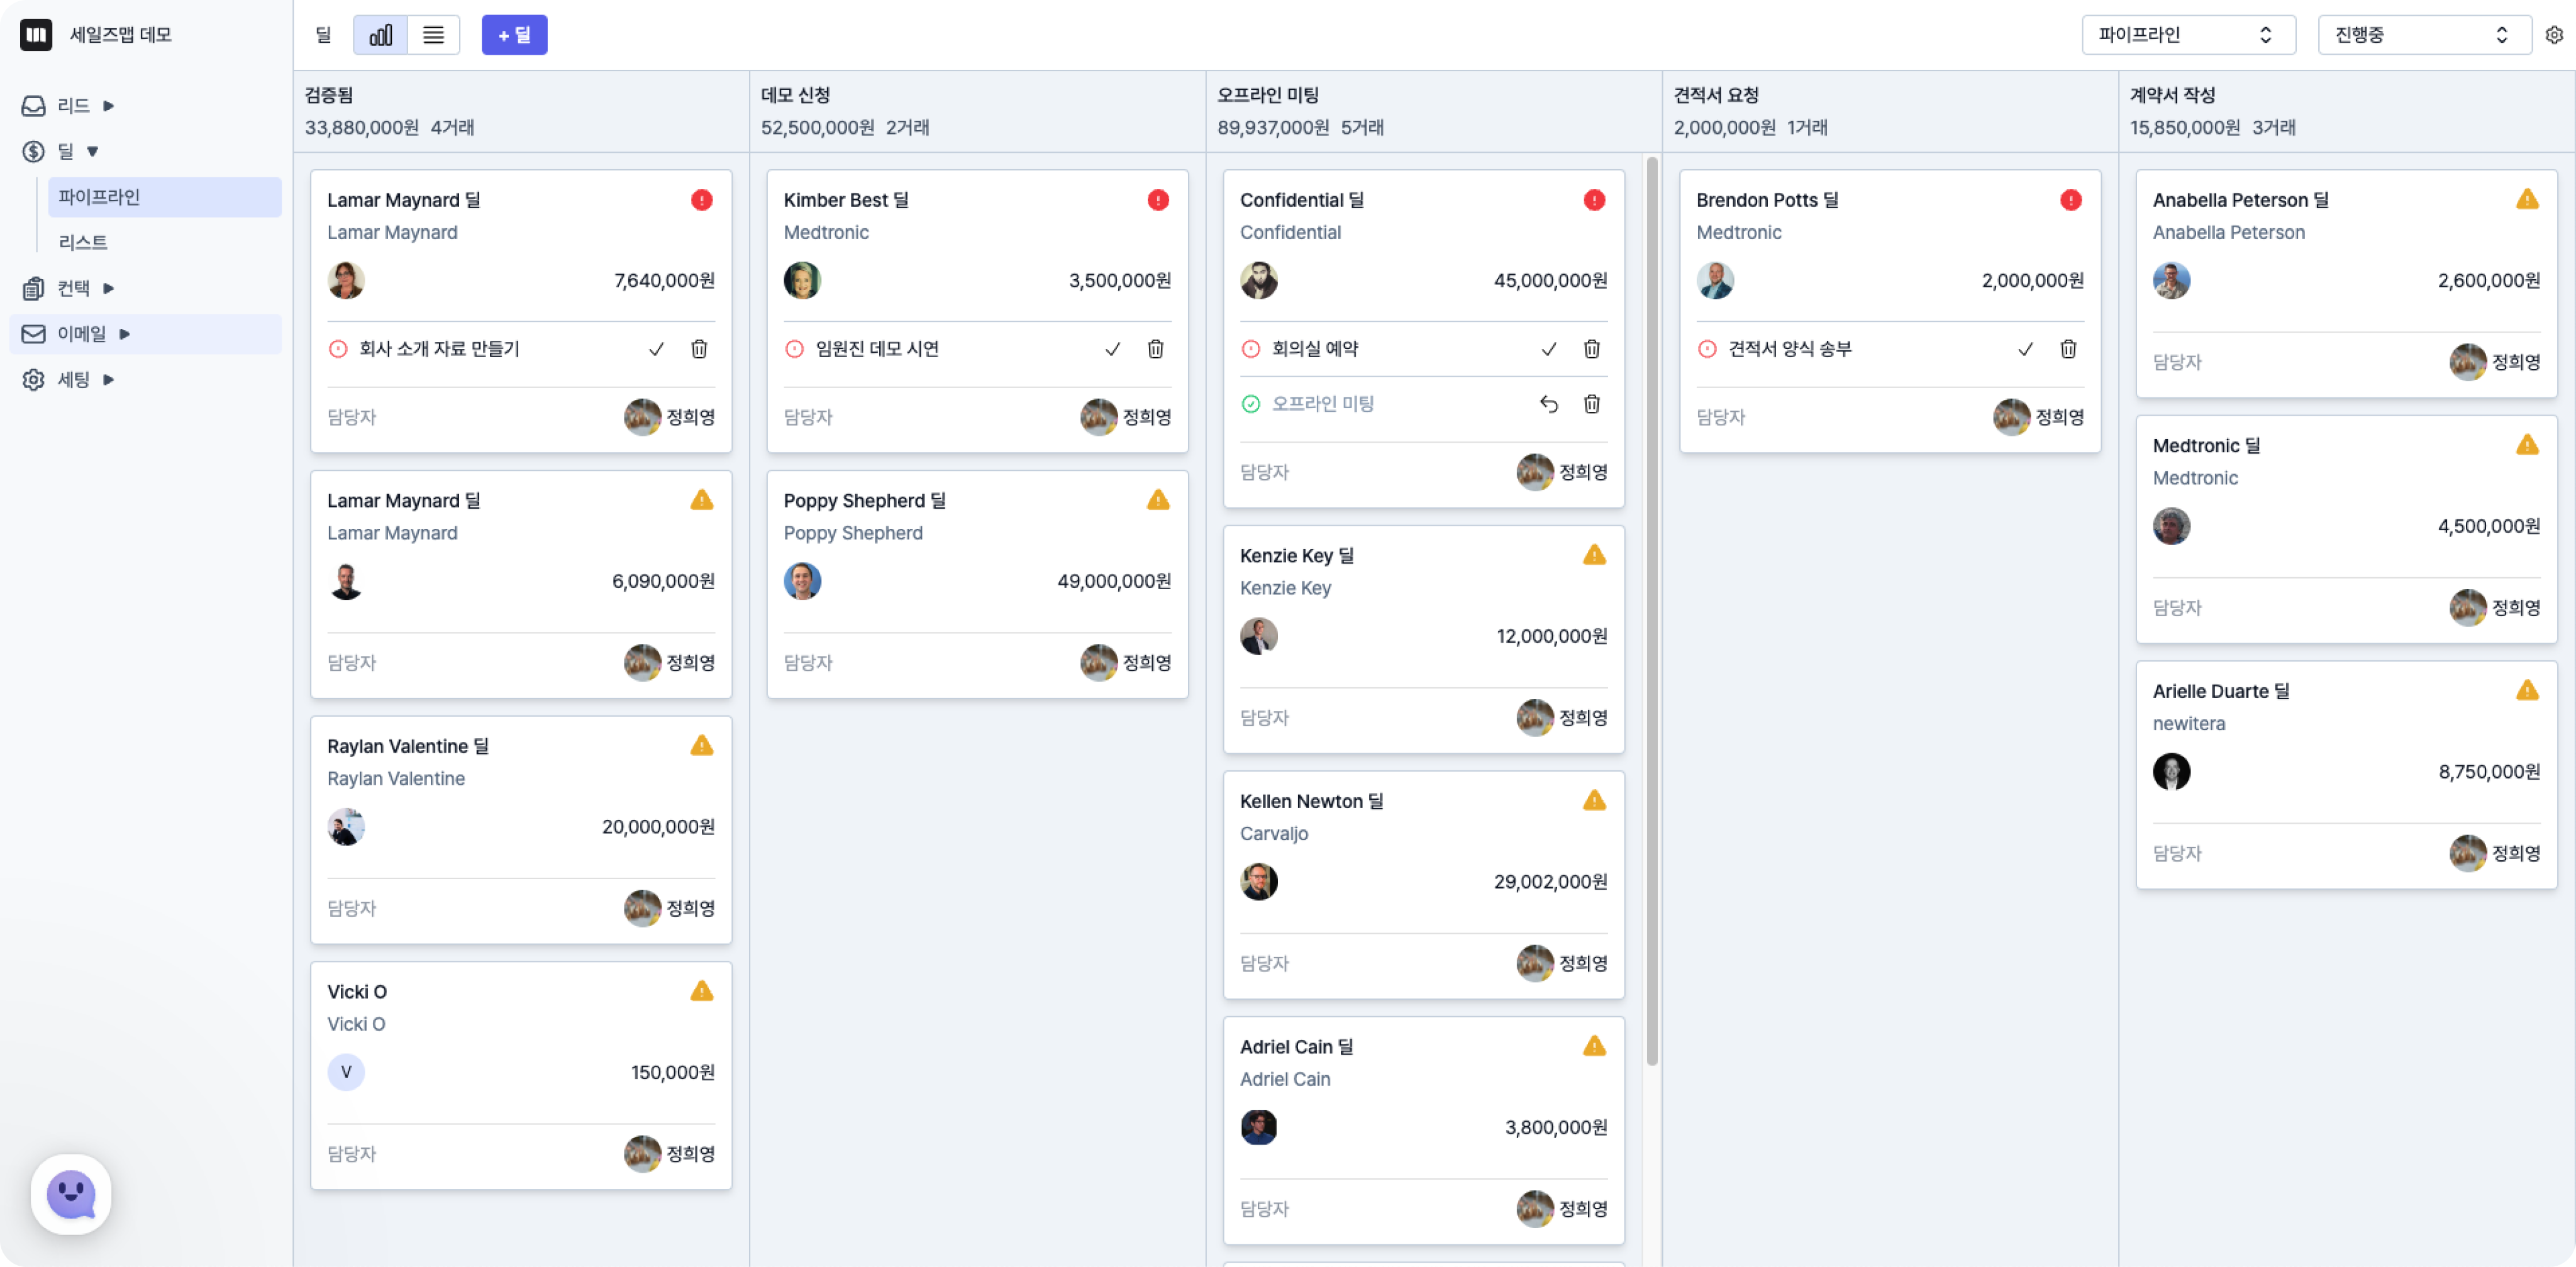 세일즈맵 데모
리드
딜
파이프라인
리스트
컨택
이메일
세팅
딜
+ 딜
파이프라인
진행중
검증됨
33,880,000원 4거래
Lamar Maynard 딜
Lamar Maynard
7,640,000원
회사 소개 자료 만들기
담당자
정희영
Lamar Maynard 딜
Lamar Maynard
6,090,000원
담당자
정희영
Raylan Valentine 딜
Raylan Valentine
20,000,000원
담당자
정희영
Vicki O
Vicki O
V
150,000원
담당자
정희영
데모 신청
52,500,000원 2거래
Kimber Best 딜
Medtronic
3,500,000원
임원진 데모 시연
담당자
정희영
Poppy Shepherd 딜
Poppy Shepherd
49,000,000원
담당자
정희영
오프라인 미팅
89,937,000원 5거래
Confidential 딜
Confidential
45,000,000원
회의실 예약
오프라인 미팅
담당자
정희영
Kenzie Key 딜
Kenzie Key
12,000,000원
담당자
정희영
Kellen Newton 딜
Carvaljo
29,002,000원
담당자
정희영
Adriel Cain 딜
Adriel Cain
3,800,000원
담당자
정희영
견적서 요청
2,000,000원 1거래
Brendon Potts 딜
Medtronic
2,000,000원
견적서 양식 송부
담당자
정희영
계약서 작성
15,850,000원 3거래
Anabella Peterson 딜
Anabella Peterson
2,600,000원
담당자
정희영
Medtronic 딜
Medtronic
4,500,000원
담당자
정희영
Arielle Duarte 딜
newitera
8,750,000원
담당자
정희영